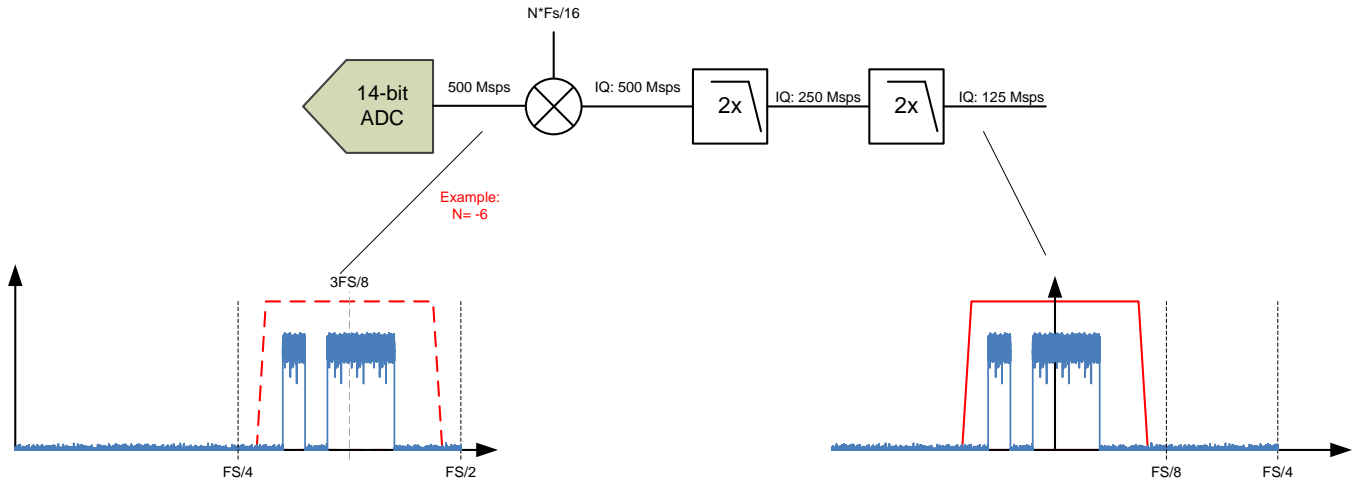 N*Fs/16
14-bit
ADC
500 Msps
IQ: 500 Msps
2x
IQ: 250 Msps
2x
IQ: 125 Msps
Example:
N= -6
3FS/8
FS/4
FS/2
FS/8
FS/4